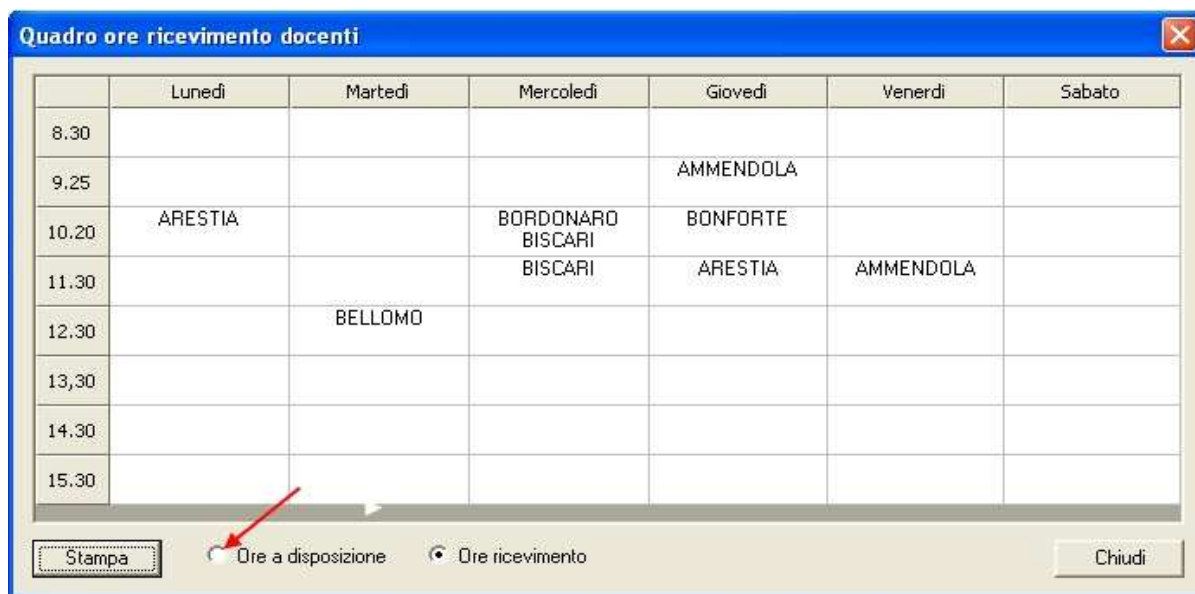 Quadro ore ricevimento docenti
Lunedì Martedì Mercoledì Giovedì Venerdì Sabato
8.30
9.25 AMMENDOLA
10.20 ARESTIA BORDONARO BONFORTE
BISCARI
11.30 BISCARI ARESTIA AMMENDOLA
12.30 BELLOMO
13,30
14.30
15.30
Stampa Ore a disposizione Ore ricevimento Chiudi